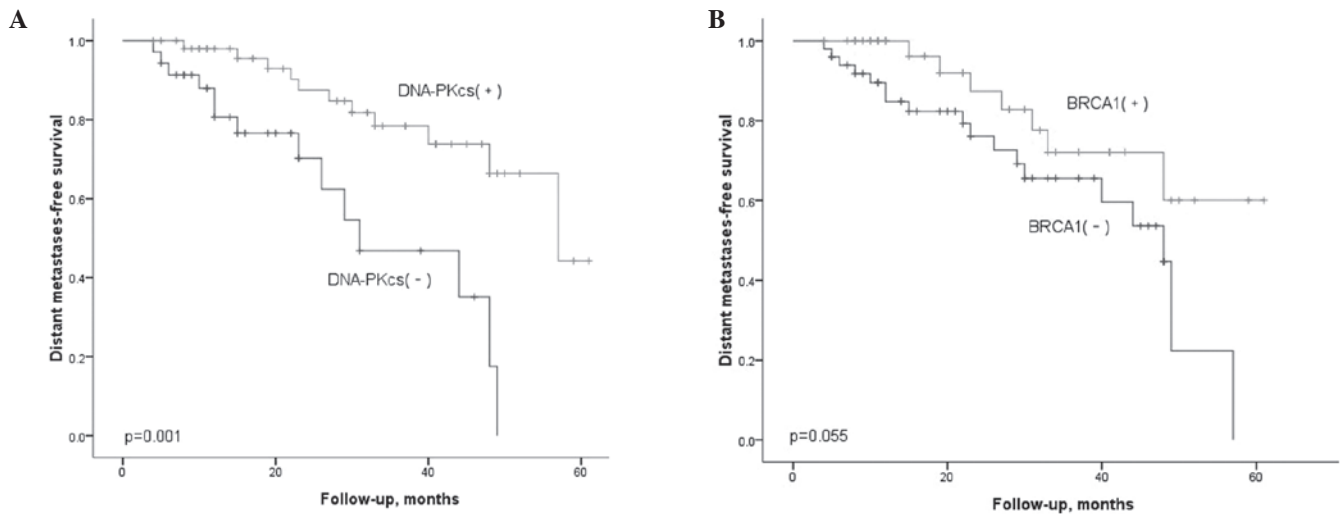 A
Distant metastases-free survival
1.0
0.8
0.6
0.4
0.2
0.0
DNA-PKcs(+)
DNA-PKcs(-)
p=0.001
0 20 40 60
Follow-up, months
B
Distant metastases-free survival
1.0
0.8
0.6
0.4
0.2
0.0
BRCA1(+)
BRCA1(-)
p=0.055
0 20 40 60
Follow-up, months